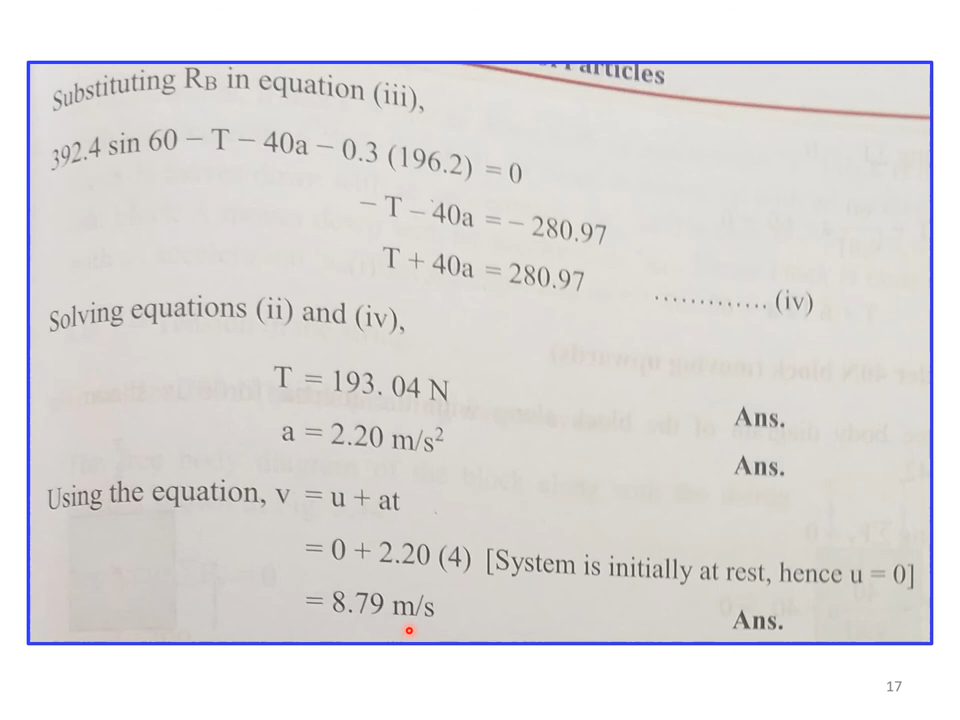 Particles
Substituting RB in equation (iii),
392.4 sin 60 – T – 40a – 0.3 (196.2) = 0
– T – 40a = – 280.97
T + 40a = 280.97 ............. (iv)
Solving equations (ii) and (iv),
T = 193. 04 N Ans.
a = 2.20 m/s² Ans.
Using the equation, v = u + at
= 0 + 2.20 (4) [System is initially at rest, hence u = 0]
= 8.79 m/s Ans.
17